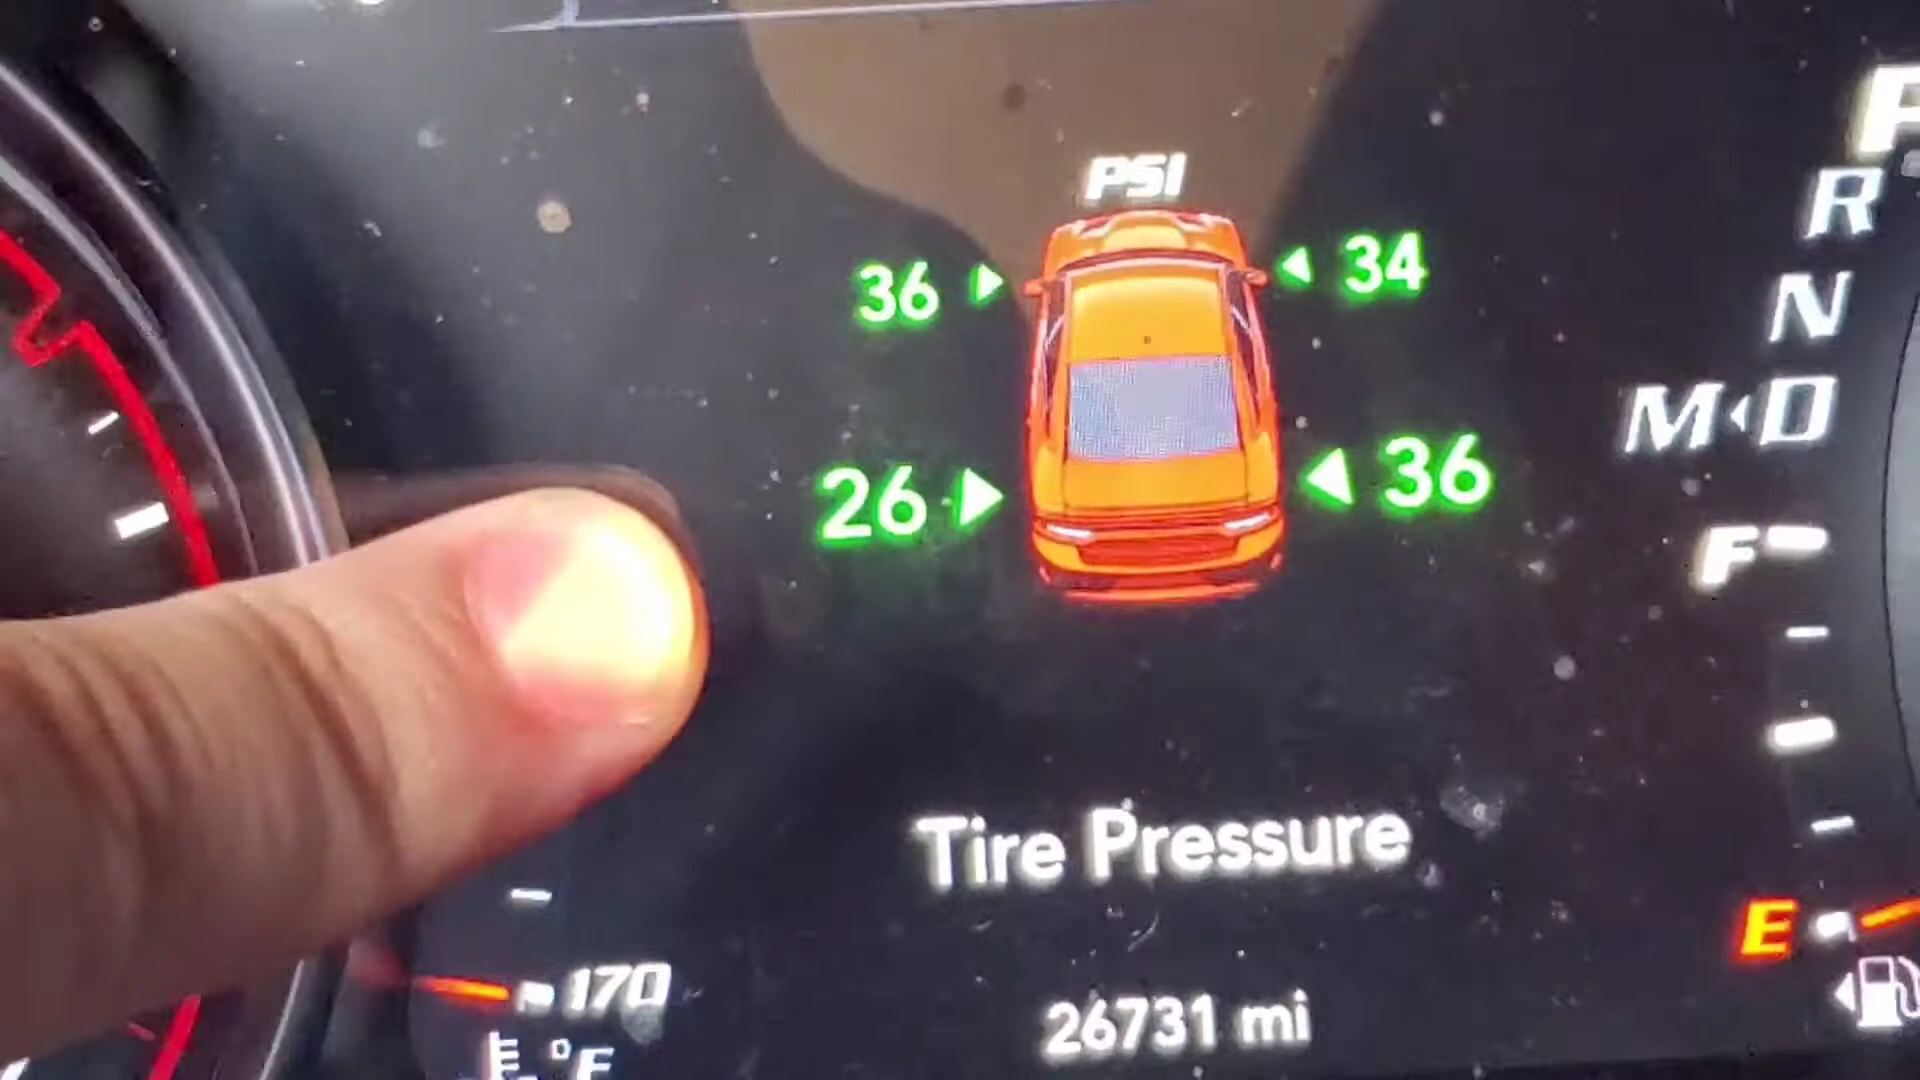 PSI
36 34
26 36
Tire Pressure
26731 mi
P
R
N
M D
F
E
170
°F